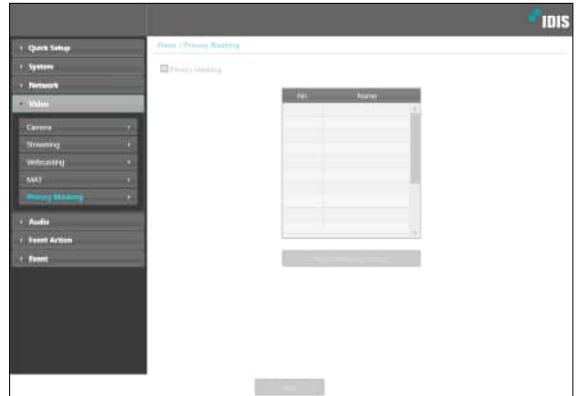 IDIS
Quick Setup
System
Network
Video
Camera
Streaming
Webcasting
MAT
Privacy Masking
Audio
Event Action
Event
/ Privacy Masking
Privacy Masking
No. Name